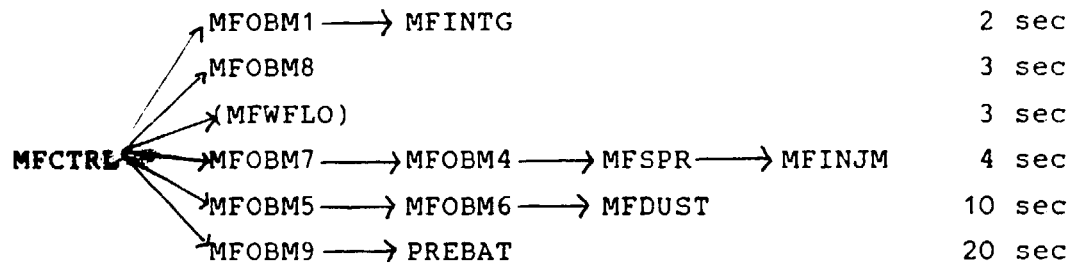 MFOBM1 → MFINTG 2 sec
MFOBM8 3 sec
(MFWFLO) 3 sec
MFCTRL MFOBM7 → MFOBM4 → MFSPR → MFINJM 4 sec
MFOBM5 → MFOBM6 → MFDUST 10 sec
MFOBM9 → PREBAT 20 sec